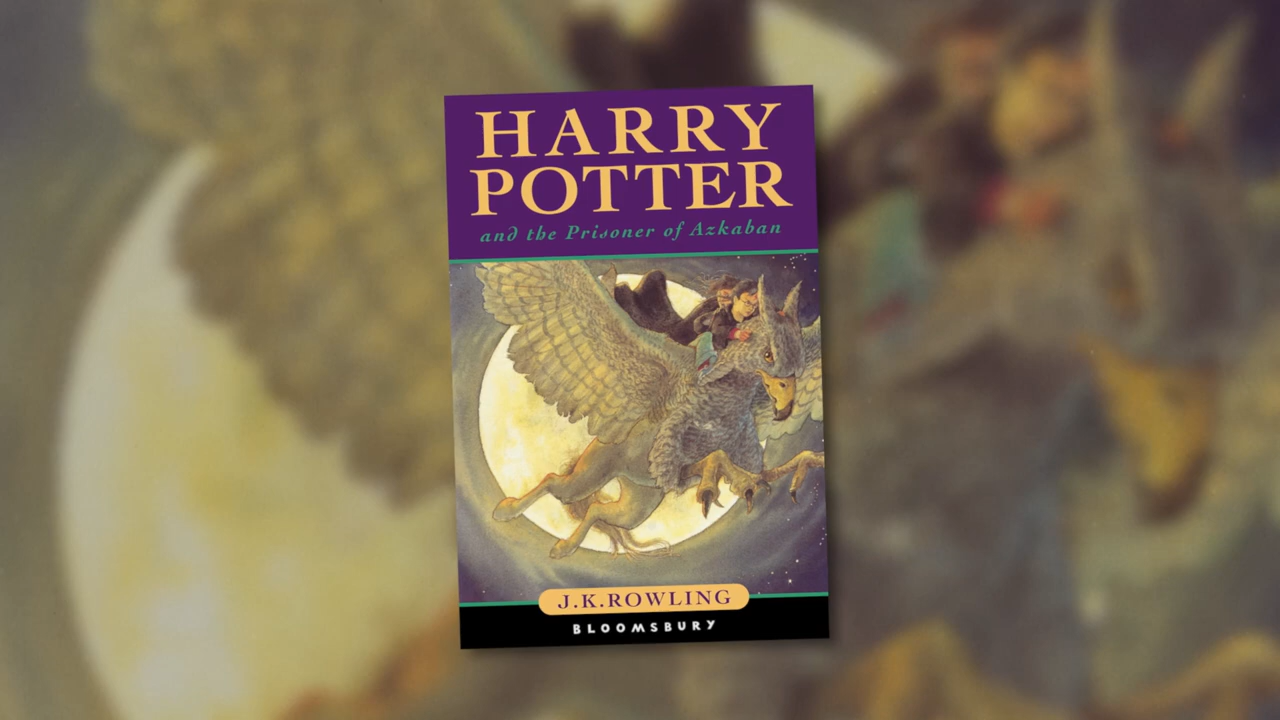 HARRY
POTTER
and the Prisoner of Azkaban
J.K.ROWLING
BLOOMSBURY